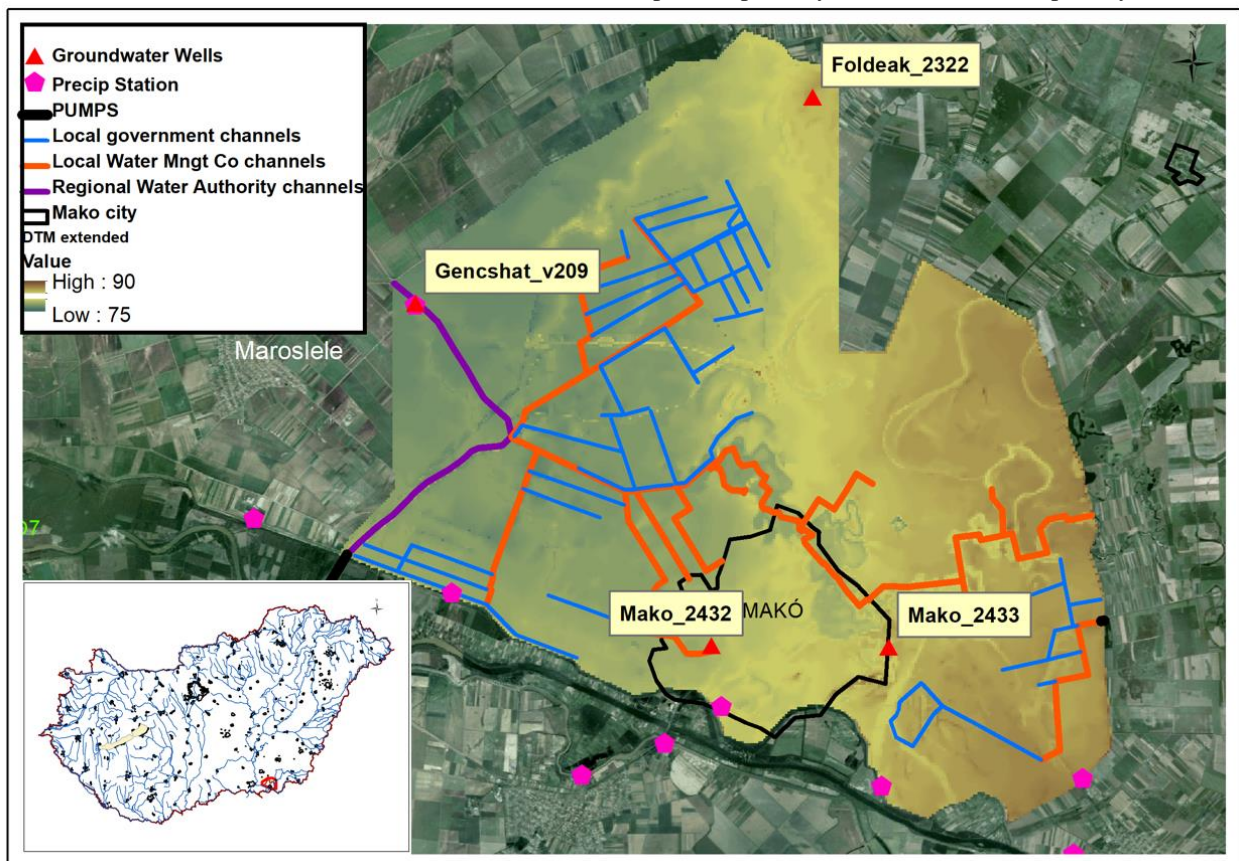 Groundwater Wells
Precip Station
PUMPS
Local government channels
Local Water Mngt Co channels
Regional Water Authority channels
Mako city
DTM extended
Value
High : 90
Low : 75
Foldeak_2322
Gencshat_v209
Maroslele
Mako_2432
MAKÓ
Mako_2433